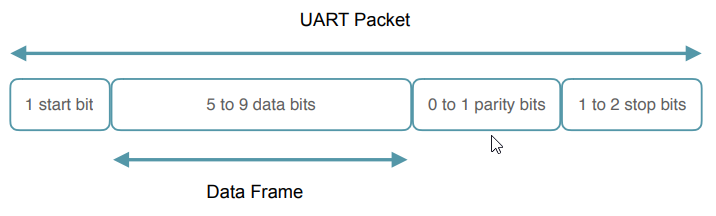 UART Packet
1 start bit
5 to 9 data bits
0 to 1 parity bits
1 to 2 stop bits
Data Frame